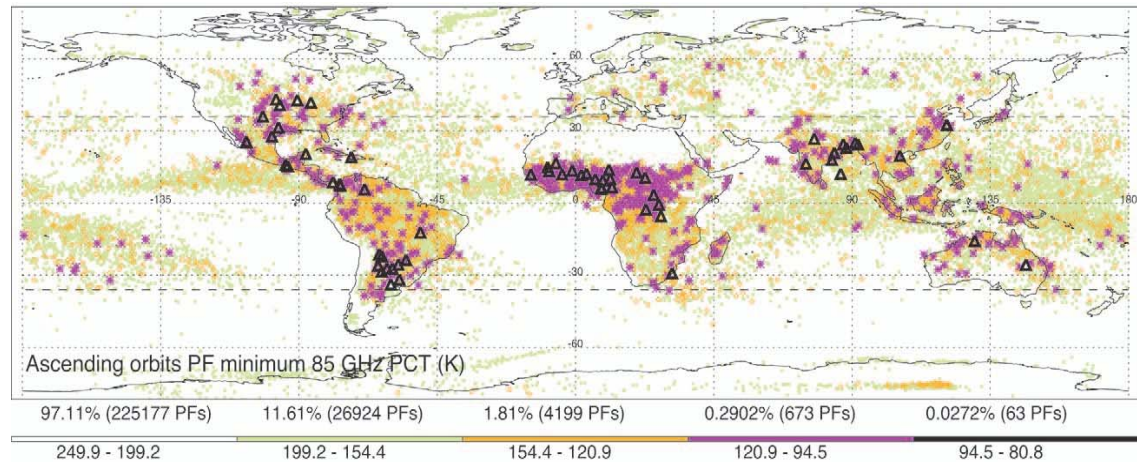 60
30
-135 -90 -45 0 45 90 135 180
-30
-60
Ascending orbits PF minimum 85 GHz PCT (K)
97.11% (225177 PFs) 11.61% (26924 PFs) 1.81% (4199 PFs) 0.2902% (673 PFs) 0.0272% (63 PFs)
249.9 - 199.2 199.2 - 154.4 154.4 - 120.9 120.9 - 94.5 94.5 - 80.8